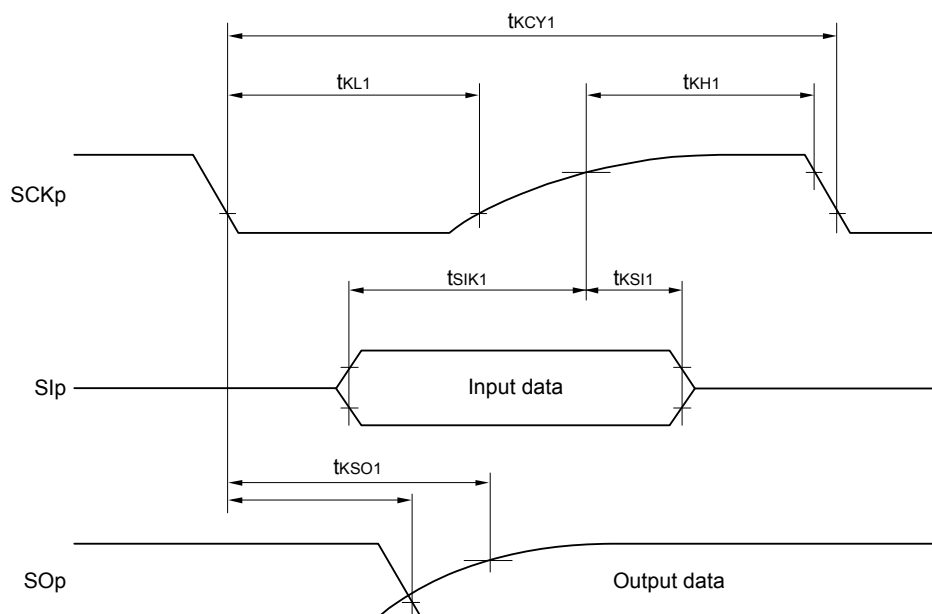 tKCY1
tKL1
tKH1
SCKp
tSIK1
tKSI1
SIp
Input data
tKSO1
SOp
Output data